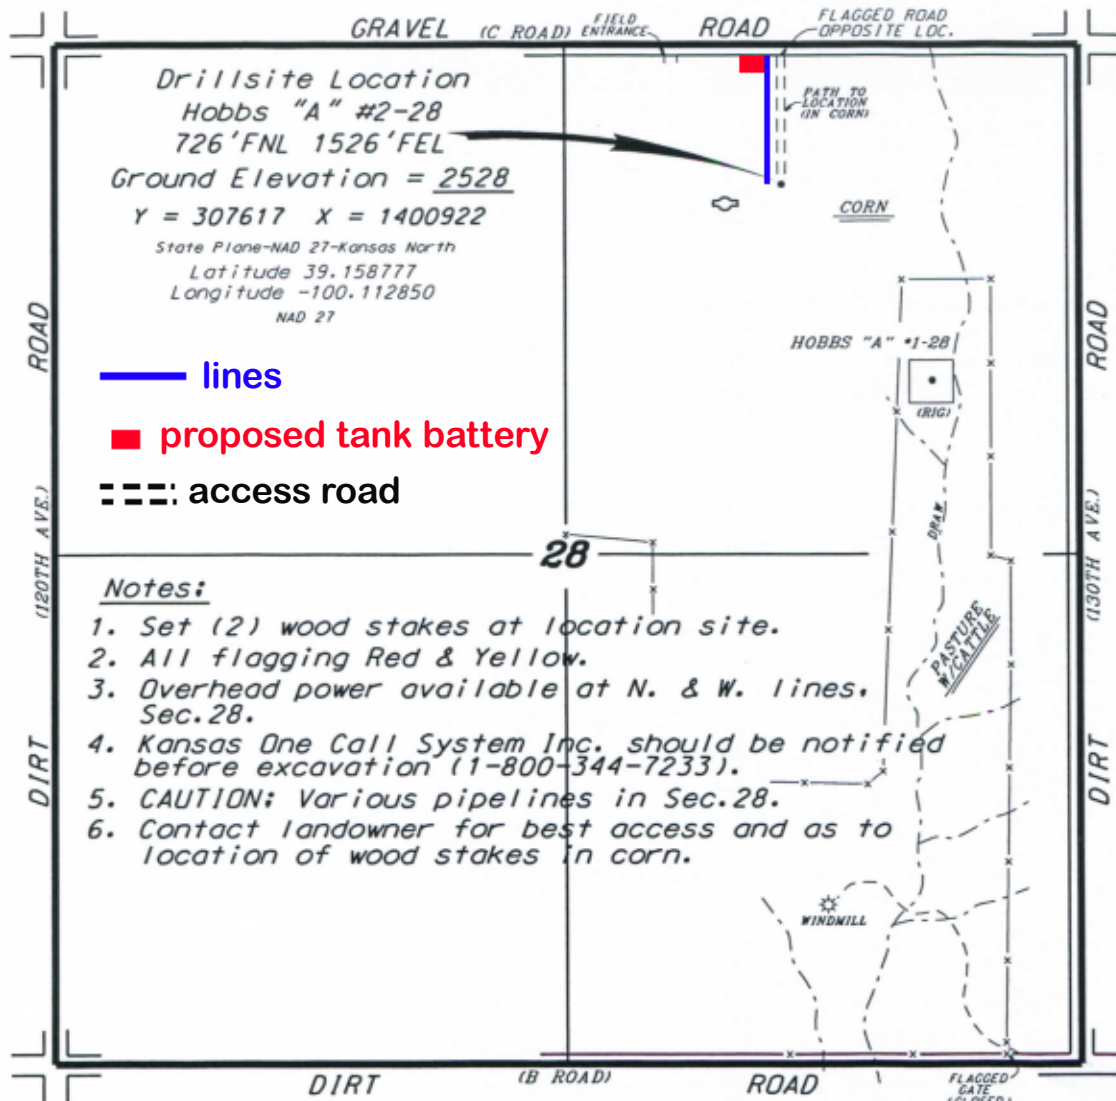 GRAVEL (C ROAD) FIELD ENTRANCE ROAD FLAGGED ROAD OPPOSITE LOC.
Drillsite Location
Hobbs "A" #2-28
726'FNL 1526'FEL
Ground Elevation = 2528
Y = 307617 X = 1400922
State Plane-NAD 27-Kansas North
Latitude 39.158777
Longitude -100.112850
NAD 27
PATH TO
LOCATION
(IN CORN)
CORN
ROAD
ROAD
HOBBS "A" #1-28
(RIG)
lines
proposed tank battery
access road
(120TH AVE.)
(130TH AVE.)
DRAW
28
Notes:
1. Set (2) wood stakes at location site.
2. All flagging Red & Yellow.
3. Overhead power available at N. & W. lines.
Sec.28.
4. Kansas One Call System Inc. should be notified
before excavation (1-800-344-7233).
5. CAUTION: Various pipelines in Sec.28.
6. Contact landowner for best access and as to
location of wood stakes in corn.
PASTURE
W/CATTLE
DIRT
DIRT
WINDMILL
DIRT (B ROAD) ROAD
FLAGGED
GATE
(CLOSED)